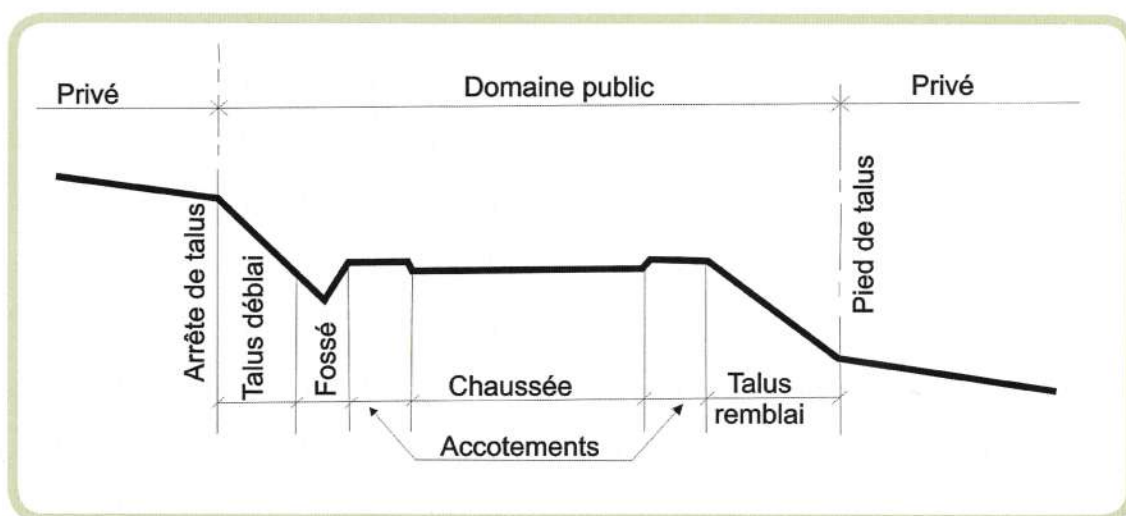 Privé
Domaine public
Privé
Arrête de talus
Talus déblai
Fossé
Chaussée
Talus
remblai
Pied de talus
Accotements